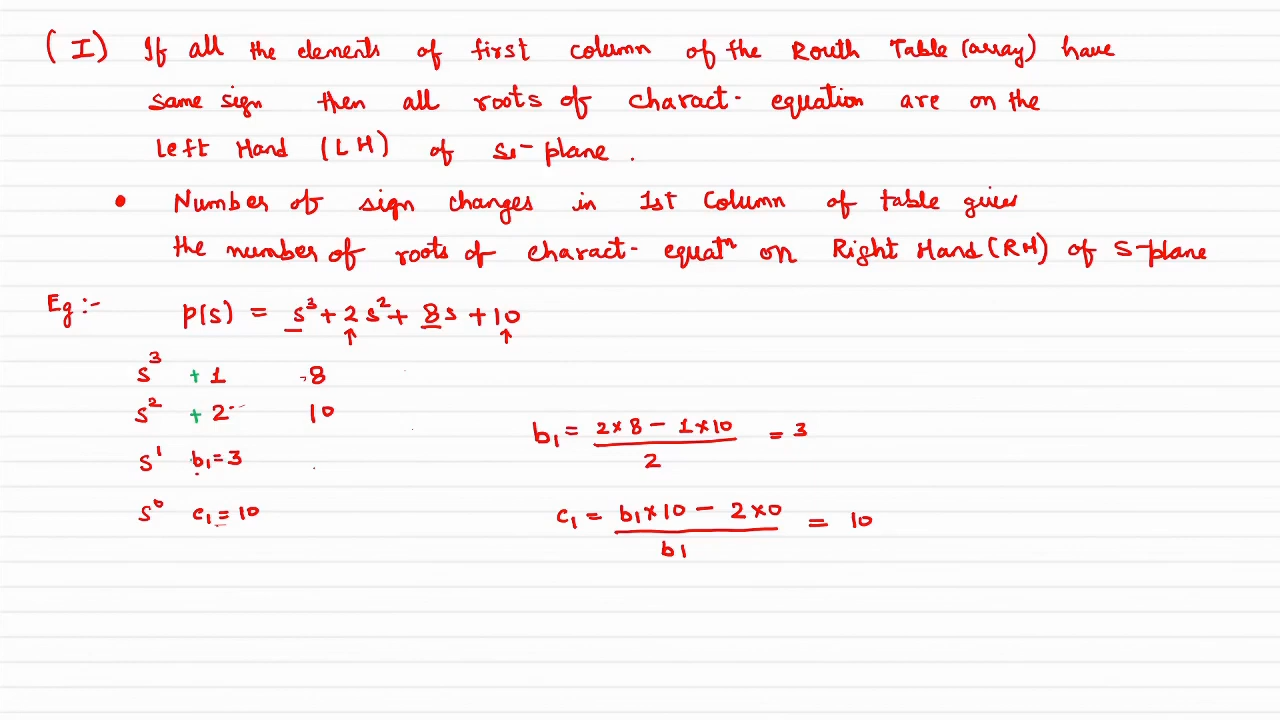 (I) If all the elements of first column of the Routh Table (array) have
same sign then all roots of charact. equation are on the
Left Hand (LH) of s-plane.
• Number of sign changes in 1st column of table gives
the number of roots of charact- equatⁿ on Right Hand (RH) of s-plane
Eg :- P(s) = s³ + 2s² + 8s + 10
↑ ↑
s³ + 1 8
s² + 2 10
b₁ = (2×8 − 1×10)/2 = 3
s¹ b₁ = 3
s⁰ c₁ = 10
c₁ = (b₁×10 − 2×0)/b₁ = 10